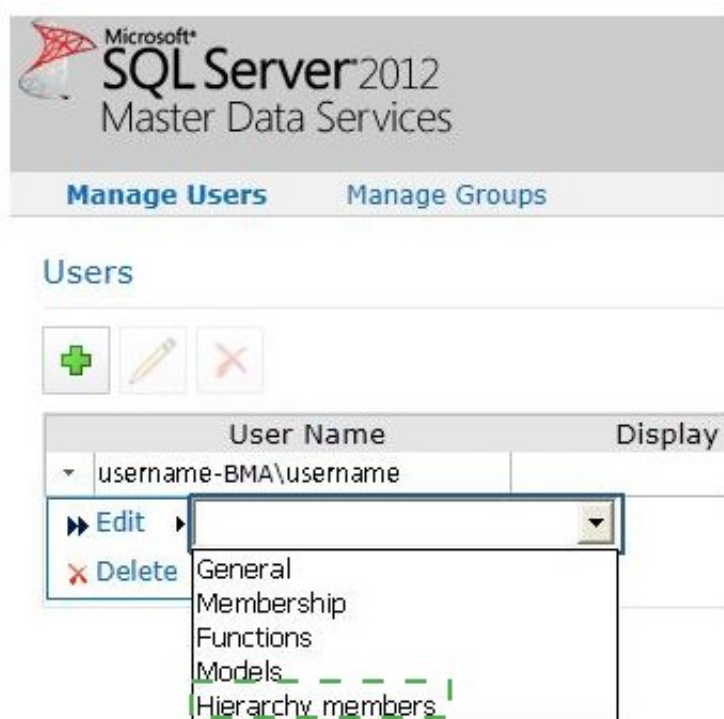 Microsoft®
SQL Server® 2012
Master Data Services
Manage Users Manage Groups
Users
User Name Display
username-BMA\username
Edit
Delete
General
Membership
Functions
Models
Hierarchy members